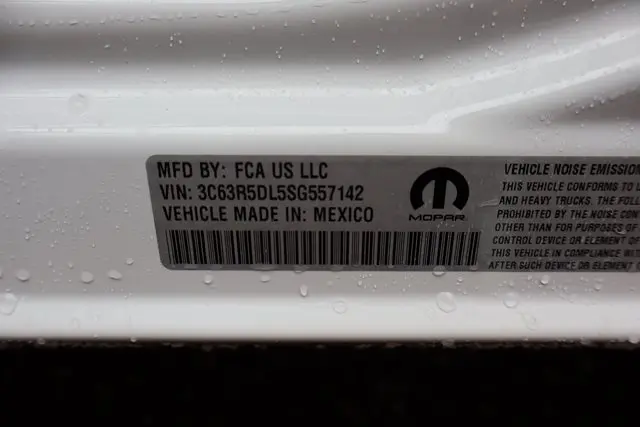 MFD BY: FCA US LLC
VIN: 3C63R5DL5SG557142
VEHICLE MADE IN: MEXICO
MOPAR
VEHICLE NOISE EMISSION
THIS VEHICLE CONFORMS TO
AND HEAVY TRUCKS. THE FOLL
PROHIBITED BY THE NOISE CON
OTHER THAN FOR PURPOSES OF
CONTROL DEVICE OR ELEMENT OF
THIS VEHICLE IN COMPLIANCE WITH
AFTER SUCH DEVICE OR ELEMENT